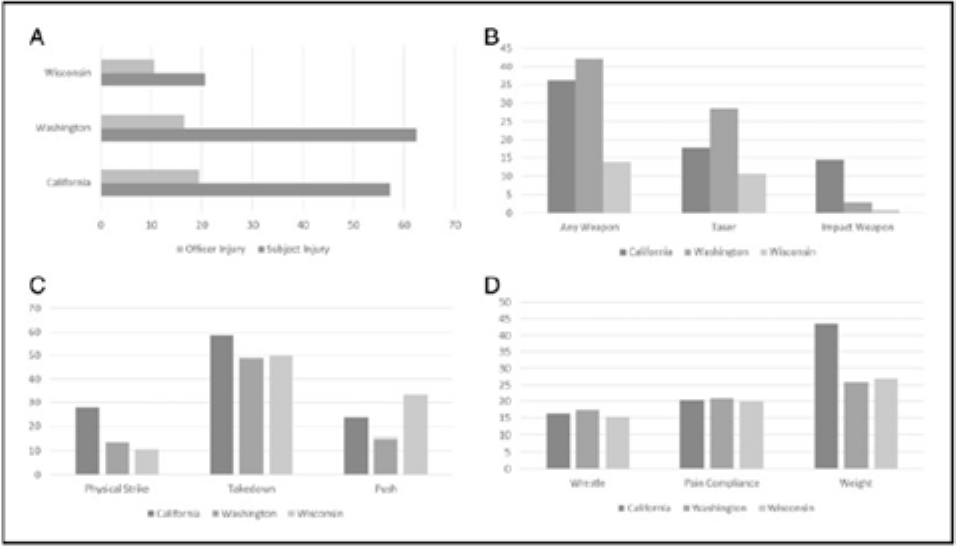 A
Wisconsin
Washington
California
0 10 20 30 40 50 60 70
Officer Injury Subject Injury
B
45
40
35
30
25
20
15
10
5
0
Any Weapon Taser Impact Weapon
California Washington Wisconsin
C
70
60
50
40
30
20
10
0
Physical Strike Takedown Push
California Washington Wisconsin
D
50
45
40
35
30
25
20
15
10
5
0
Wrestle Pain Compliance Weight
California Washington Wisconsin